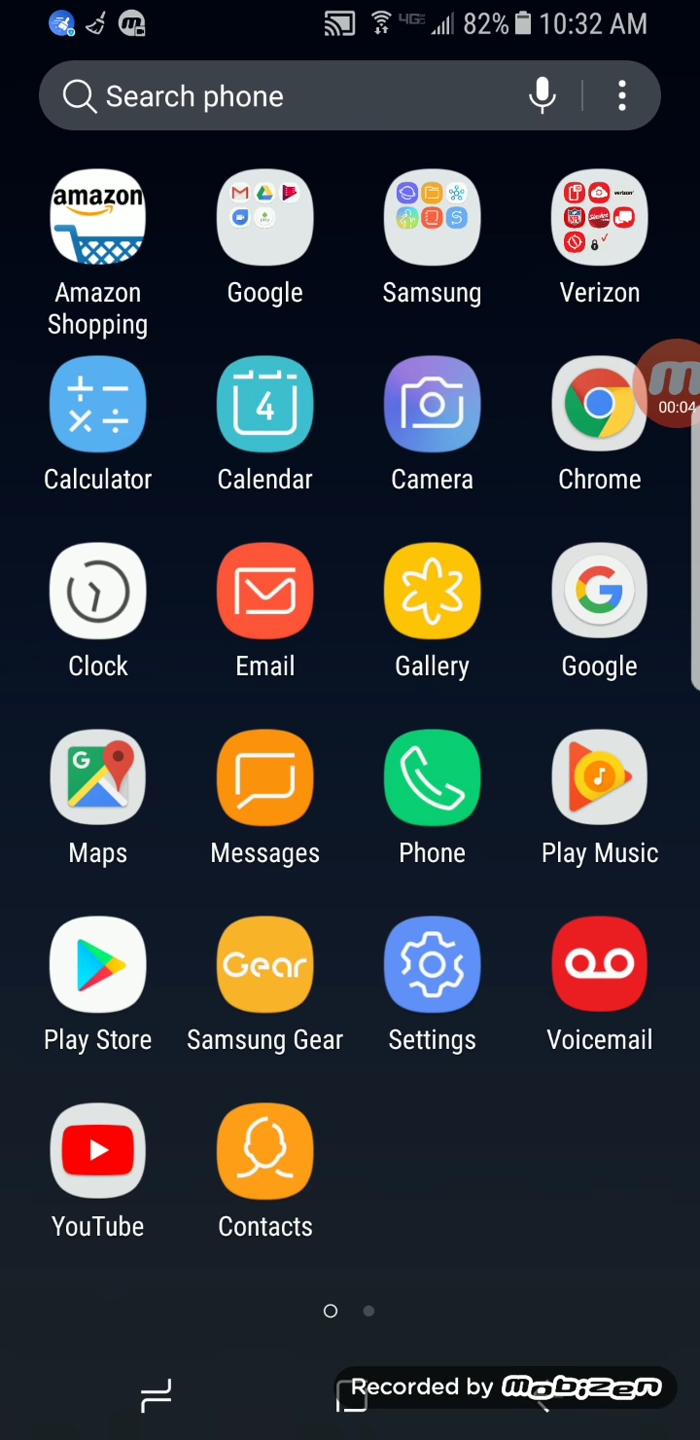 4G 82% 10:32 AM
Search phone
amazon
verizon
Amazon Shopping
Google
Samsung
Verizon
4
00:04
Calculator
Calendar
Camera
Chrome
Clock
Email
Gallery
Google
G
Maps
Messages
Phone
Play Music
Gear
Play Store
Samsung Gear
Settings
Voicemail
YouTube
Contacts
Recorded by mobizen